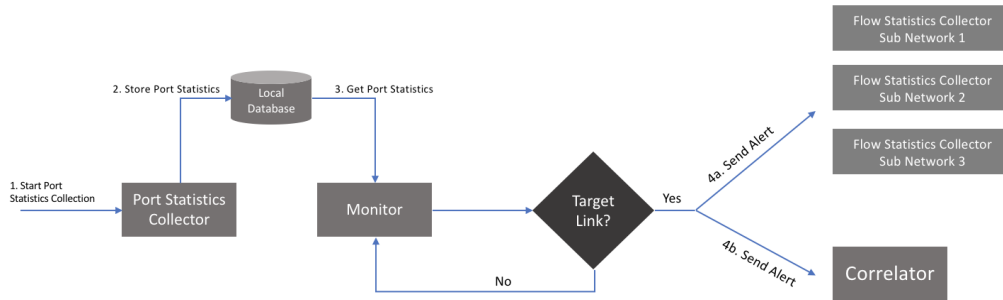 Flow Statistics Collector
Sub Network 1
2. Store Port Statistics
Local
Database
3. Get Port Statistics
Flow Statistics Collector
Sub Network 2
Flow Statistics Collector
Sub Network 3
1. Start Port
Statistics Collection
Port Statistics
Collector
Monitor
Target
Link?
Yes
4a. Send Alert
4b. Send Alert
No
Correlator